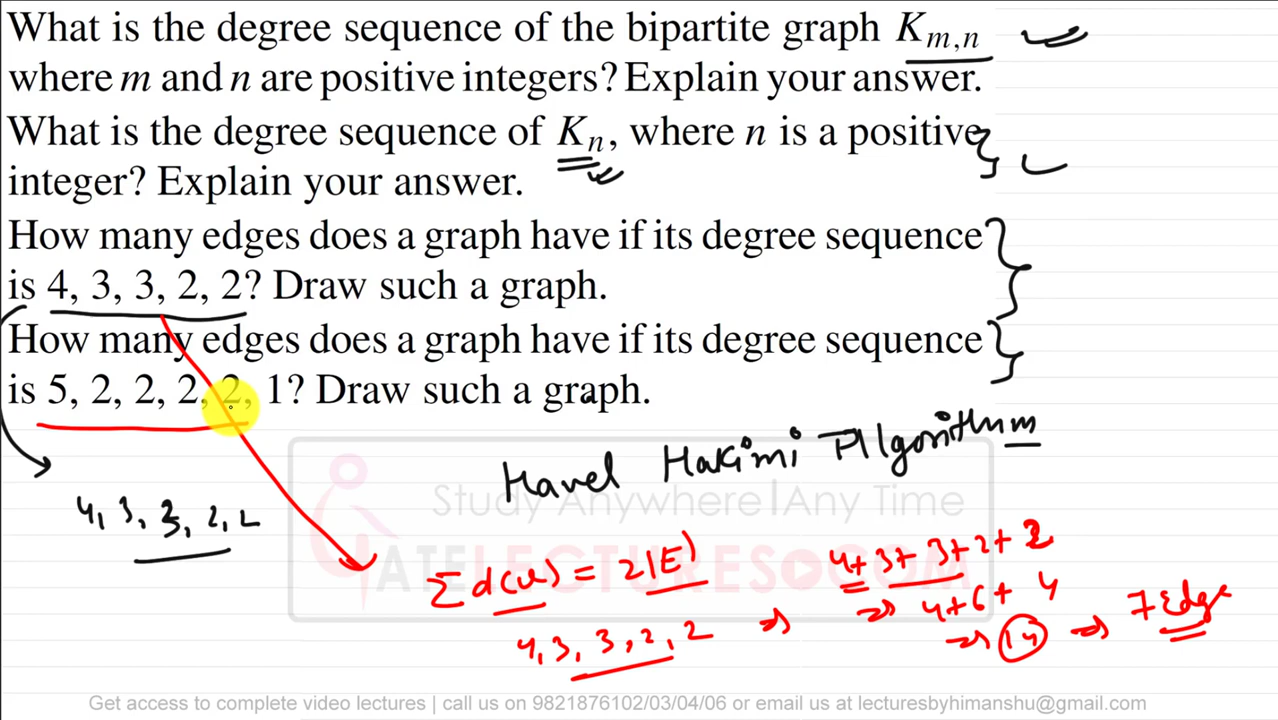 What is the degree sequence of the bipartite graph K_{m,n}
where m and n are positive integers? Explain your answer.
What is the degree sequence of K_n, where n is a positive
integer? Explain your answer.
How many edges does a graph have if its degree sequence
is 4, 3, 3, 2, 2? Draw such a graph.
How many edges does a graph have if its degree sequence
is 5, 2, 2, 2, 2, 1? Draw such a graph.
Havel Hakimi Algorithm
Study Anywhere|Any Time
4, 3, 3, 2, 2
ATELECTURES.COM
Σ d(v) = 2|E|
4+ 3+ 3+ 2+ 2
⇒ 4+6+ 4
4, 3, 3, 2, 2 ⇒
⇒ 14 ⇒ 7 Edge
Get access to complete video lectures | call us on 9821876102/03/04/06 or email us at lecturesbyhimanshu@gmail.com